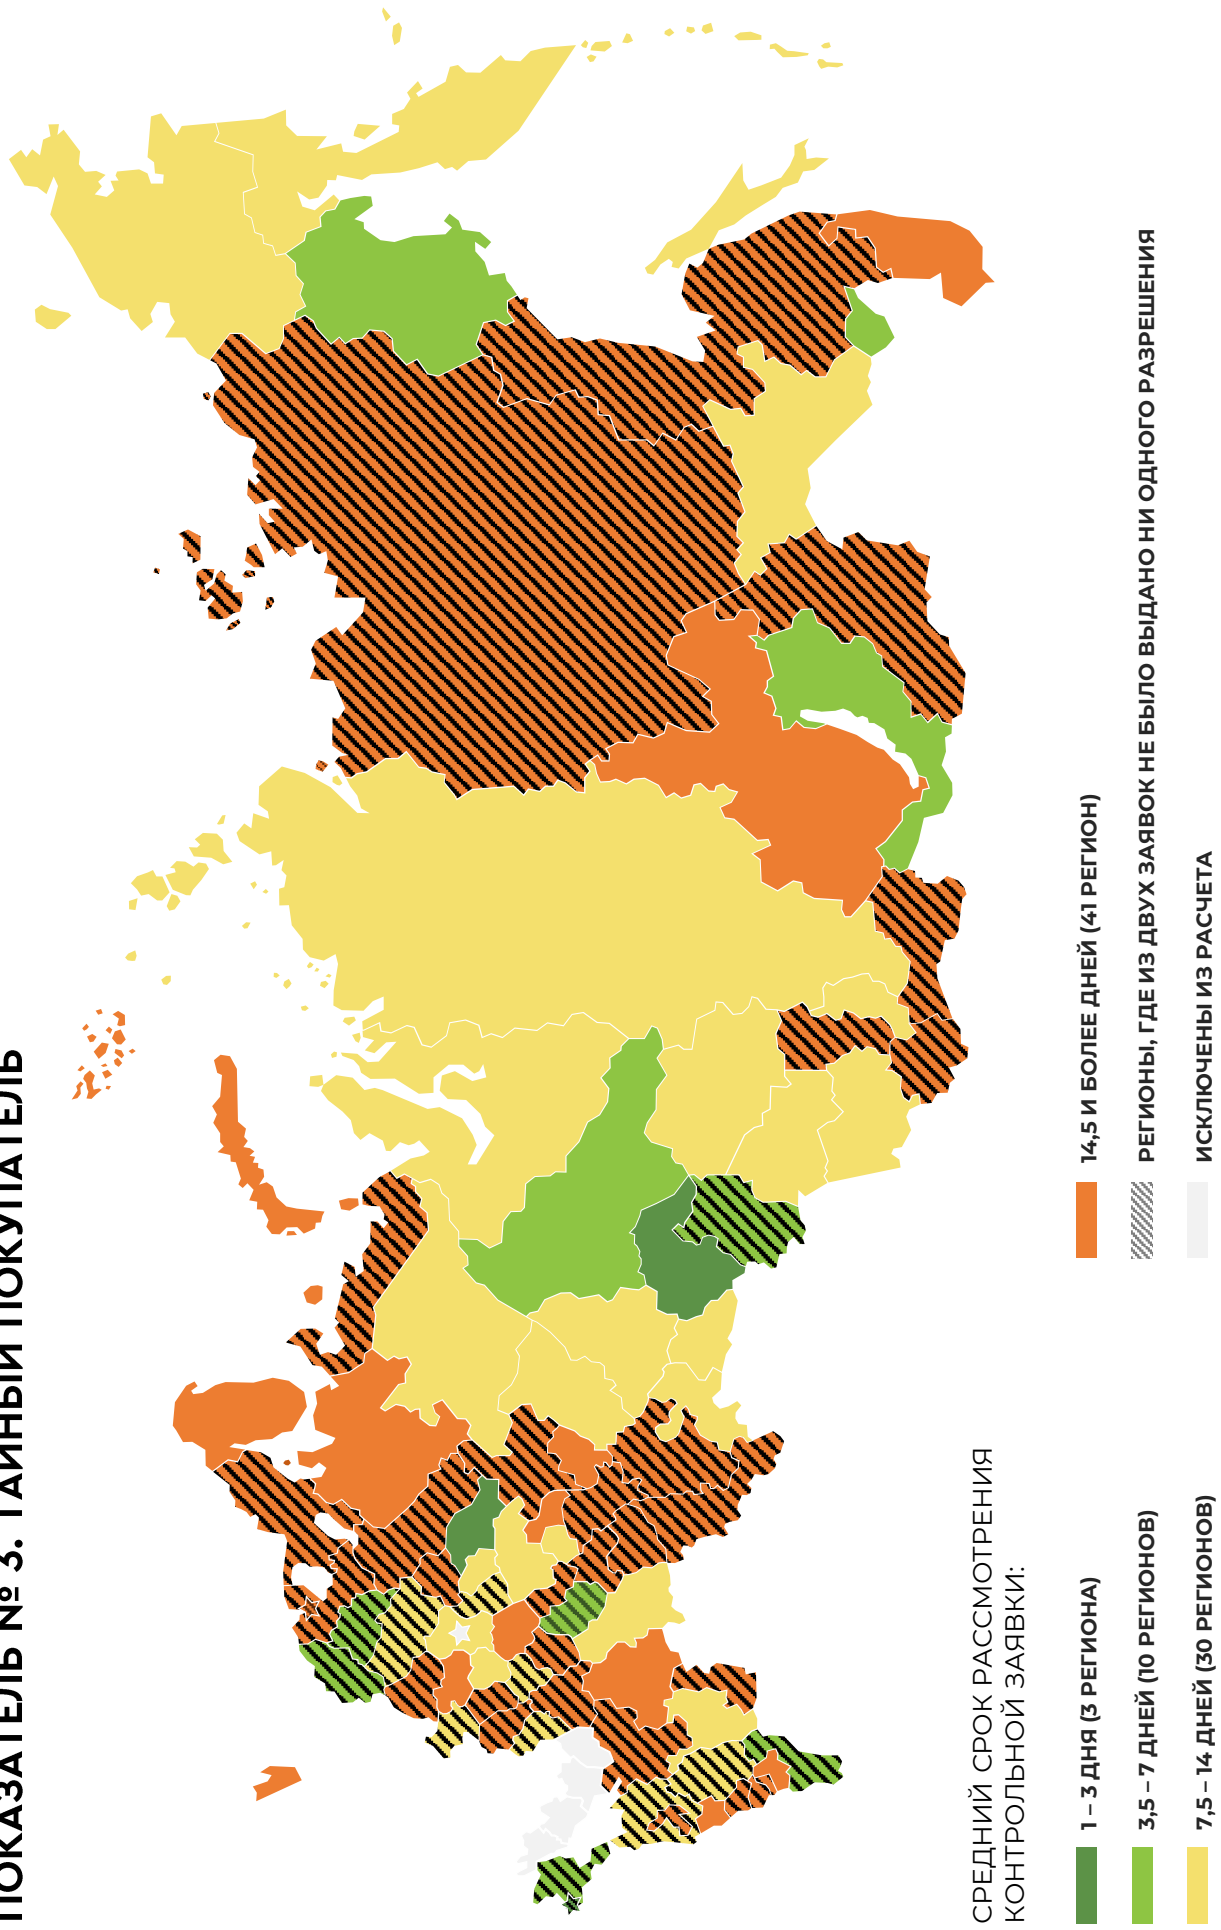 ПОКАЗАТЕЛЬ № 3. ТАЙНЫЙ ПОКУПАТЕЛЬ
СРЕДНИЙ СРОК РАССМОТРЕНИЯ
КОНТРОЛЬНОЙ ЗАЯВКИ:
1 – 3 ДНЯ (3 РЕГИОНА)
3,5 – 7 ДНЕЙ (10 РЕГИОНОВ)
7,5 – 14 ДНЕЙ (30 РЕГИОНОВ)
14,5 И БОЛЕЕ ДНЕЙ (41 РЕГИОН)
РЕГИОНЫ, ГДЕ ИЗ ДВУХ ЗАЯВОК НЕ БЫЛО ВЫДАНО НИ ОДНОГО РАЗРЕШЕНИЯ
ИСКЛЮЧЕНЫ ИЗ РАСЧЕТА